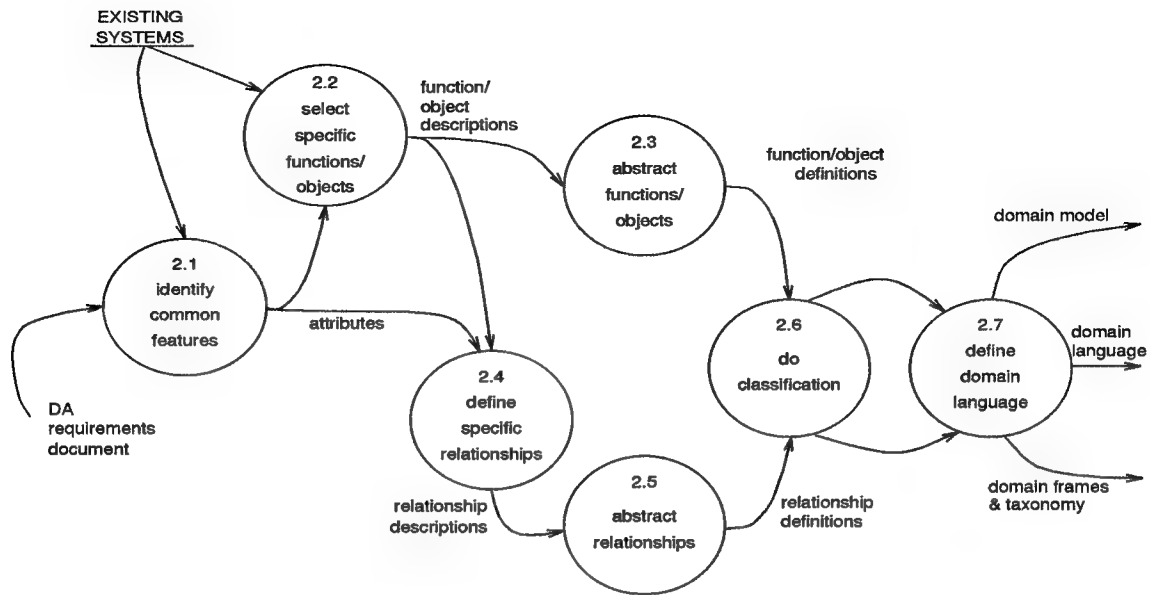 EXISTING
SYSTEMS
2.2
select
specific
functions/
objects
function/
object
descriptions
2.3
abstract
functions/
objects
function/object
definitions
domain model
2.1
identify
common
features
attributes
DA
requirements
document
2.4
define
specific
relationships
2.6
do
classification
2.7
define
domain
language
domain
language
relationship
descriptions
2.5
abstract
relationships
relationship
definitions
domain frames
& taxonomy